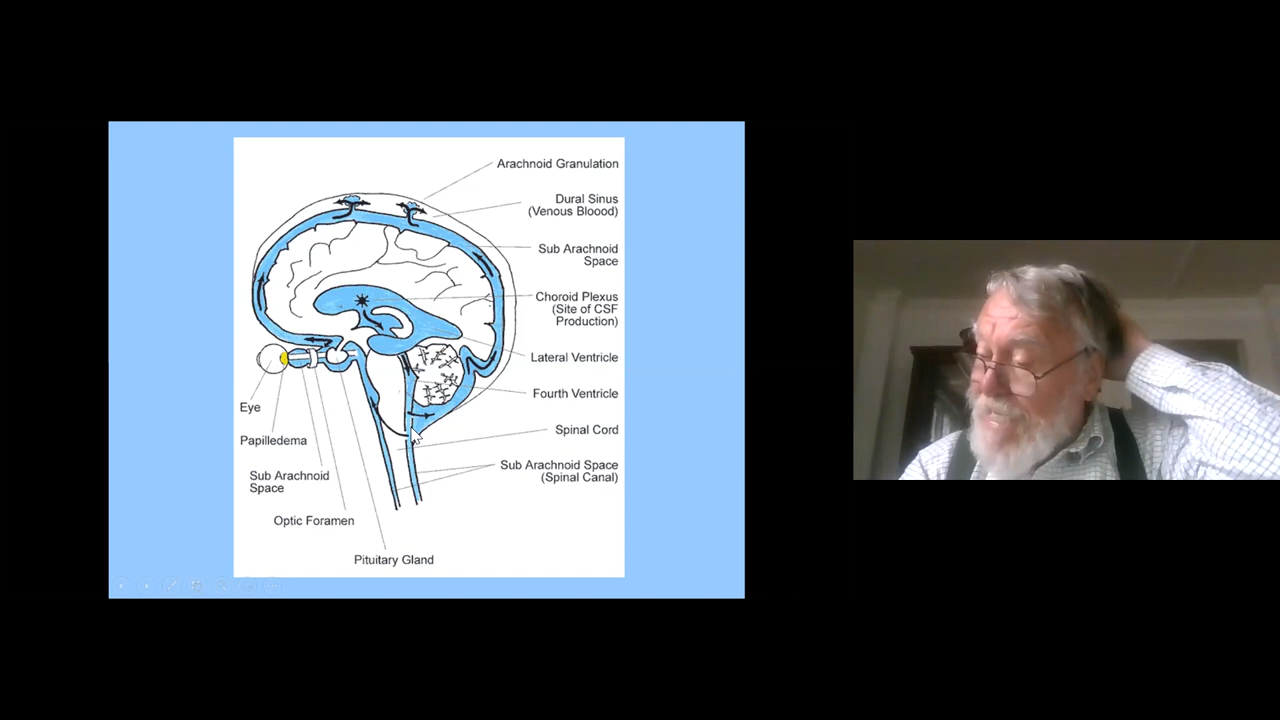 Arachnoid Granulation
Dural Sinus
(Venous Bloood)
Sub Arachnoid
Space
Choroid Plexus
(Site of CSF
Production)
Lateral Ventricle
Fourth Ventricle
Spinal Cord
Sub Arachnoid Space
(Spinal Canal)
Eye
Papilledema
Sub Arachnoid
Space
Optic Foramen
Pituitary Gland